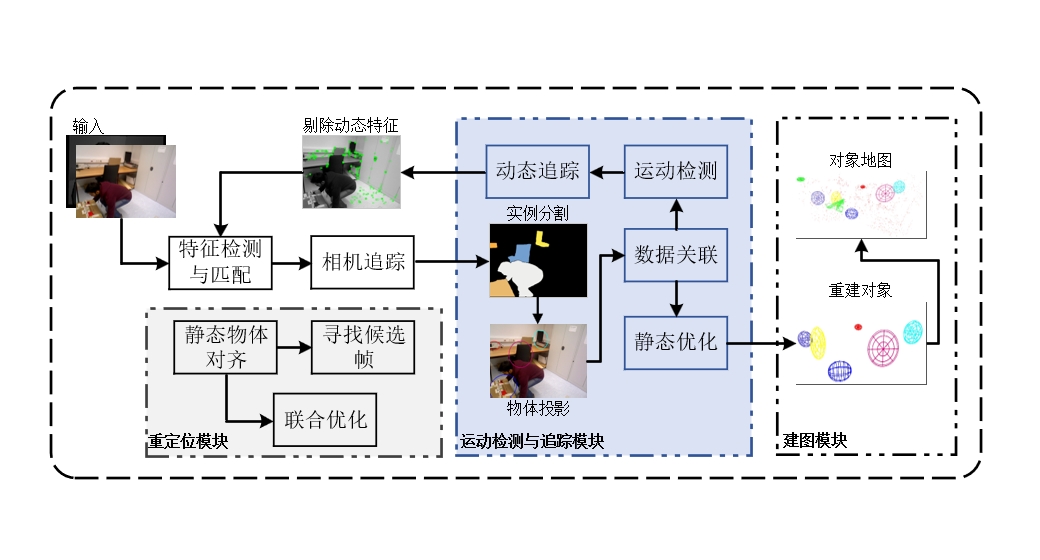 输入
剔除动态特征
动态追踪
运动检测
对象地图
实例分割
特征检测
与匹配
相机追踪
数据关联
重建对象
静态物体
对齐
寻找候选
帧
静态优化
物体投影
联合优化
重定位模块
运动检测与追踪模块
建图模块